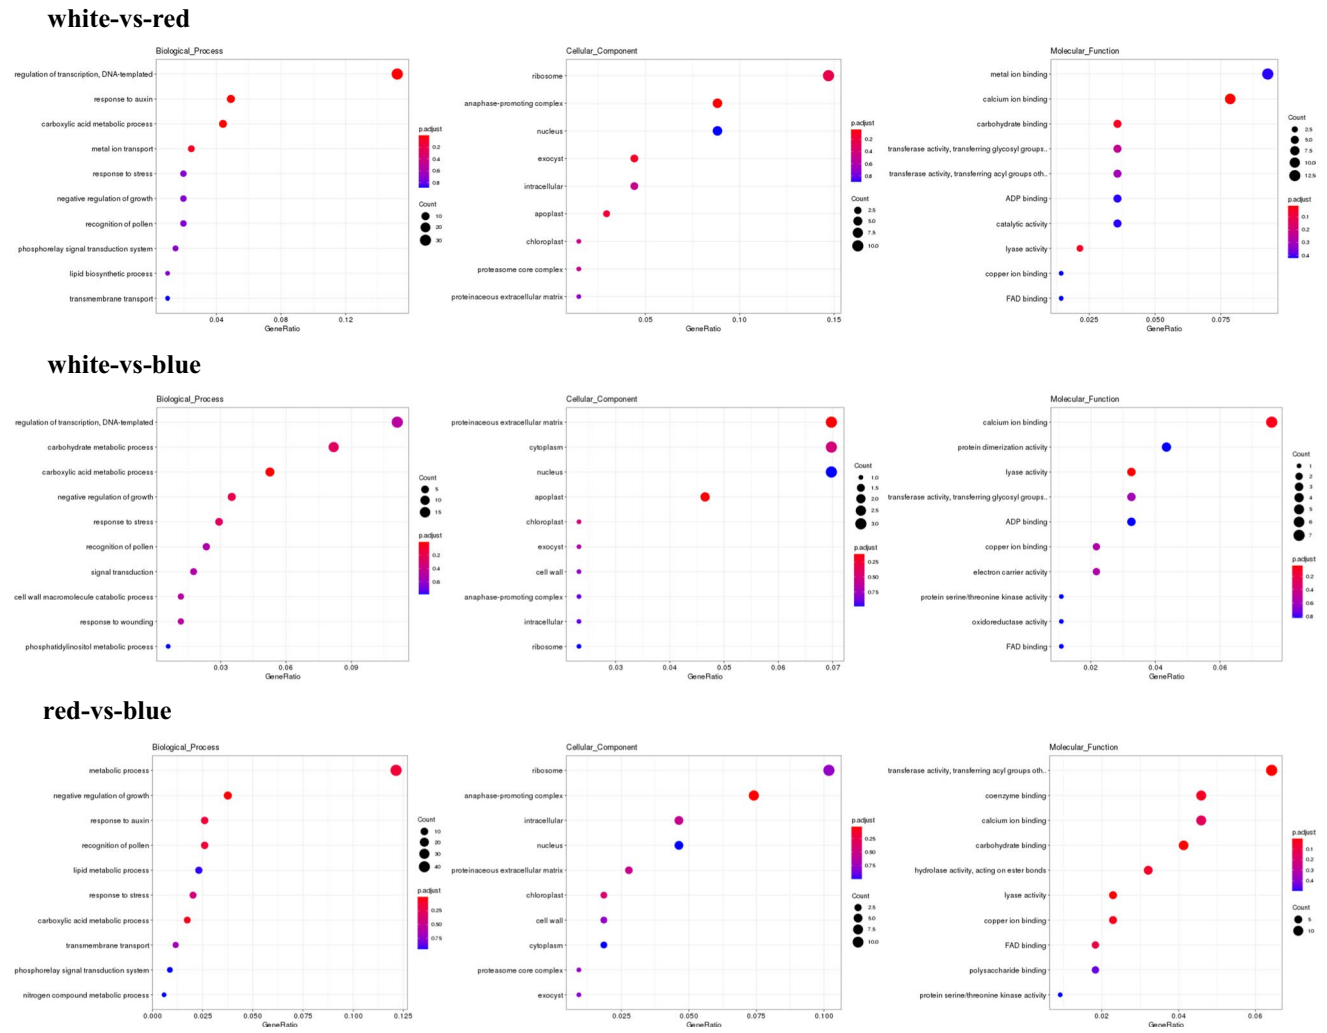 white-vs-red
Biological_Process
regulation of transcription, DNA-templated
response to auxin
carboxylic acid metabolic process
metal ion transport
response to stress
negative regulation of growth
recognition of pollen
phosphorelay signal transduction system
lipid biosynthetic process
transmembrane transport
0.04 0.08 0.12
GeneRatio
p.adjust
0.2
0.4
0.6
0.8
Count
10
20
30
Cellular_Component
ribosome
anaphase-promoting complex
nucleus
exocyst
intracellular
apoplast
chloroplast
proteasome core complex
proteinaceous extracellular matrix
0.05 0.10 0.15
GeneRatio
p.adjust
0.2
0.4
0.6
0.8
Count
2.5
5.0
7.5
10.0
Molecular_Function
metal ion binding
calcium ion binding
carbohydrate binding
transferase activity, transferring glycosyl groups..
transferase activity, transferring acyl groups oth..
ADP binding
catalytic activity
lyase activity
copper ion binding
FAD binding
0.025 0.050 0.075
GeneRatio
Count
2.5
5.0
7.5
10.0
12.5
p.adjust
0.1
0.2
0.3
0.4
white-vs-blue
Biological_Process
regulation of transcription, DNA-templated
carbohydrate metabolic process
carboxylic acid metabolic process
negative regulation of growth
response to stress
recognition of pollen
signal transduction
cell wall macromolecule catabolic process
response to wounding
phosphatidylinositol metabolic process
0.03 0.06 0.09
GeneRatio
Count
5
10
15
p.adjust
0.2
0.4
0.6
Cellular_Component
proteinaceous extracellular matrix
cytoplasm
nucleus
apoplast
chloroplast
exocyst
cell wall
anaphase-promoting complex
intracellular
ribosome
0.03 0.04 0.05 0.06 0.07
GeneRatio
Count
1.0
1.5
2.0
2.5
3.0
p.adjust
0.25
0.50
0.75
Molecular_Function
calcium ion binding
protein dimerization activity
lyase activity
transferase activity, transferring glycosyl groups..
ADP binding
copper ion binding
electron carrier activity
protein serine/threonine kinase activity
oxidoreductase activity
FAD binding
0.02 0.04 0.06
GeneRatio
Count
1
2
3
4
5
6
7
p.adjust
0.2
0.4
0.6
0.8
red-vs-blue
Biological_Process
metabolic process
negative regulation of growth
response to auxin
recognition of pollen
lipid metabolic process
response to stress
carboxylic acid metabolic process
transmembrane transport
phosphorelay signal transduction system
nitrogen compound metabolic process
0.000 0.025 0.050 0.075 0.100 0.125
GeneRatio
Count
10
20
30
40
p.adjust
0.25
0.50
0.75
Cellular_Component
ribosome
anaphase-promoting complex
intracellular
nucleus
proteinaceous extracellular matrix
chloroplast
cell wall
cytoplasm
proteasome core complex
exocyst
0.025 0.050 0.075 0.100
GeneRatio
p.adjust
0.25
0.50
0.75
Count
2.5
5.0
7.5
10.0
Molecular_Function
transferase activity, transferring acyl groups oth..
coenzyme binding
calcium ion binding
carbohydrate binding
hydrolase activity, acting on ester bonds
lyase activity
copper ion binding
FAD binding
polysaccharide binding
protein serine/threonine kinase activity
0.02 0.04 0.06
GeneRatio
p.adjust
0.1
0.2
0.3
0.4
Count
5
10